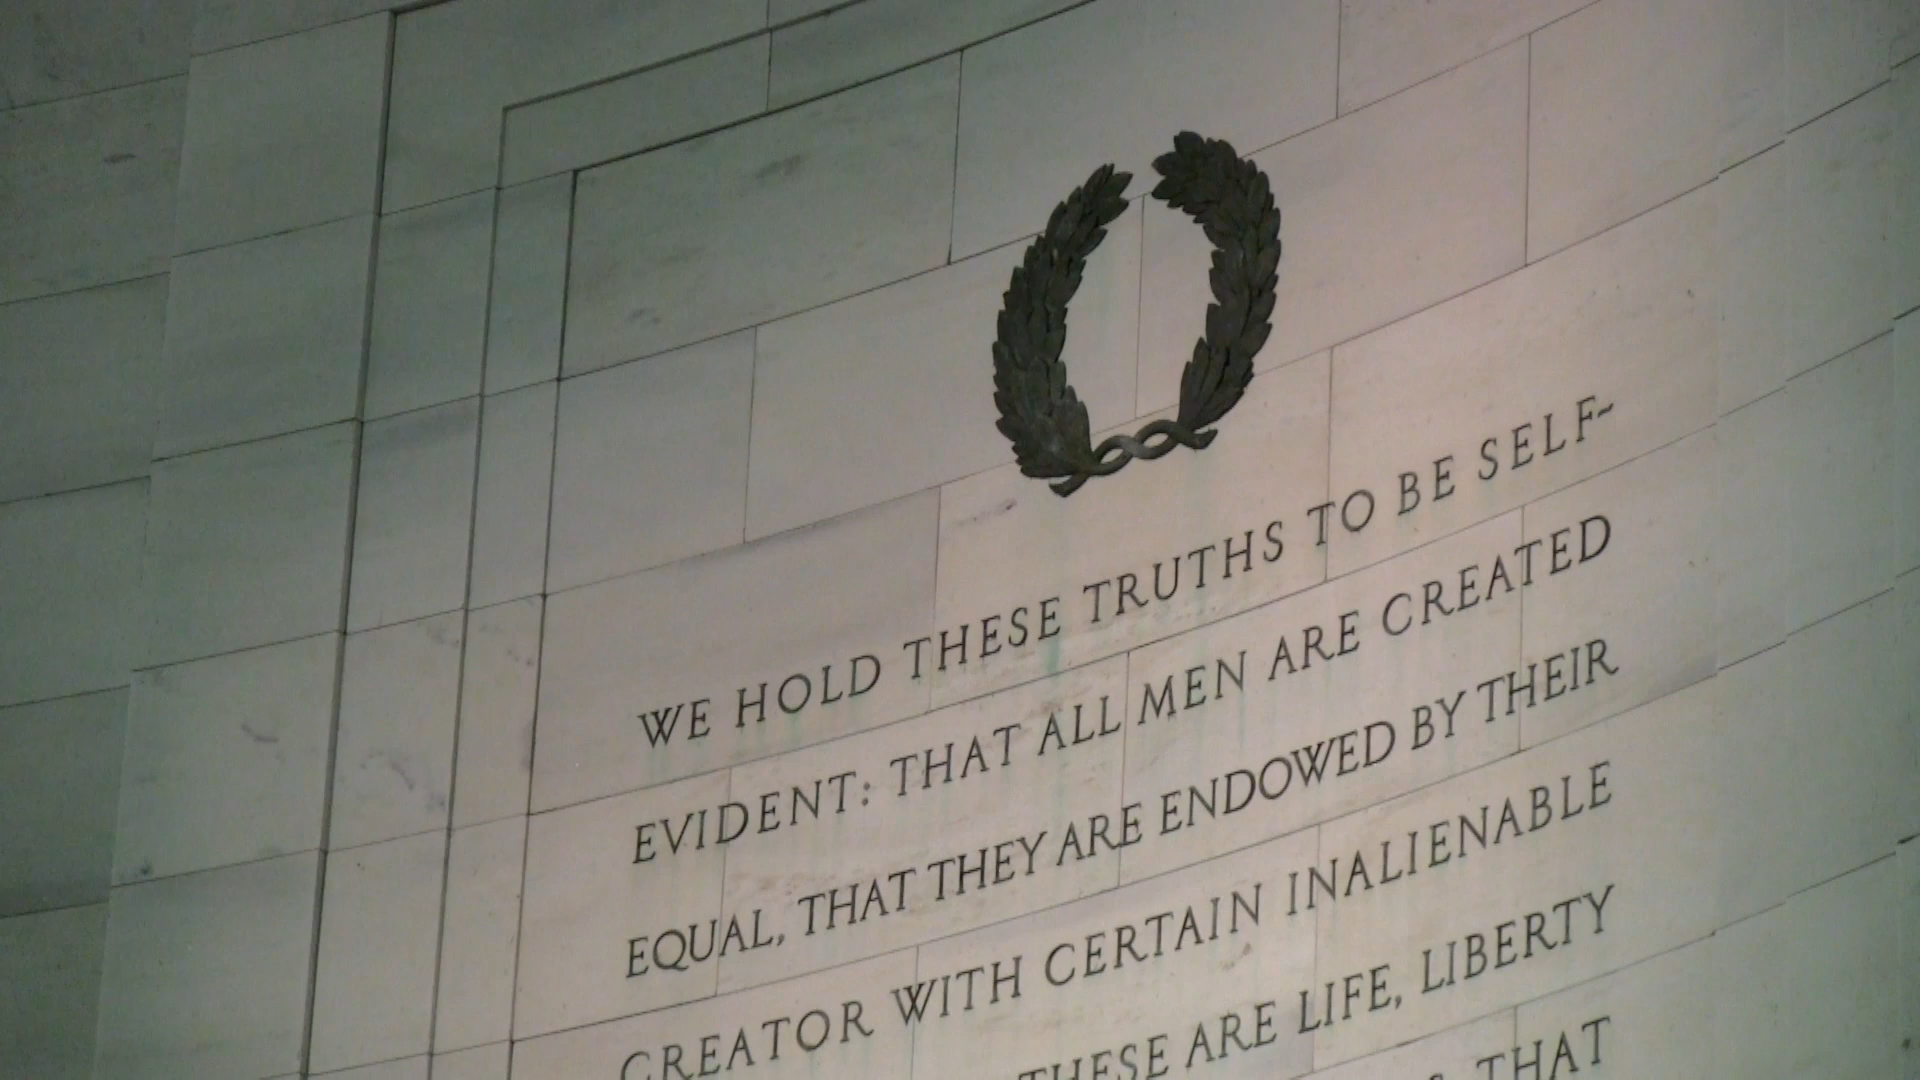 WE HOLD THESE TRUTHS TO BE SELF-
EVIDENT: THAT ALL MEN ARE CREATED
EQUAL, THAT THEY ARE ENDOWED BY THEIR
CREATOR WITH CERTAIN INALIENABLE
THESE ARE LIFE, LIBERTY
THAT